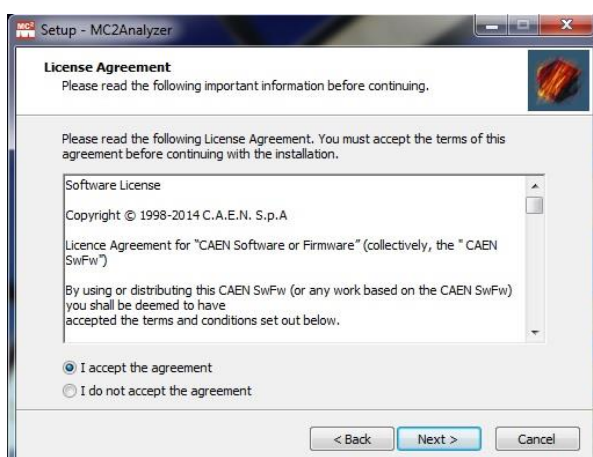 MC²
Setup - MC2Analyzer
License Agreement
Please read the following important information before continuing.
Please read the following License Agreement. You must accept the terms of this
agreement before continuing with the installation.
Software License
Copyright © 1998-2014 C.A.E.N. S.p.A
Licence Agreement for "CAEN Software or Firmware" (collectively, the " CAEN
SwFw")
By using or distributing this CAEN SwFw (or any work based on the CAEN SwFw)
you shall be deemed to have
accepted the terms and conditions set out below.
I accept the agreement
I do not accept the agreement
< Back Next > Cancel